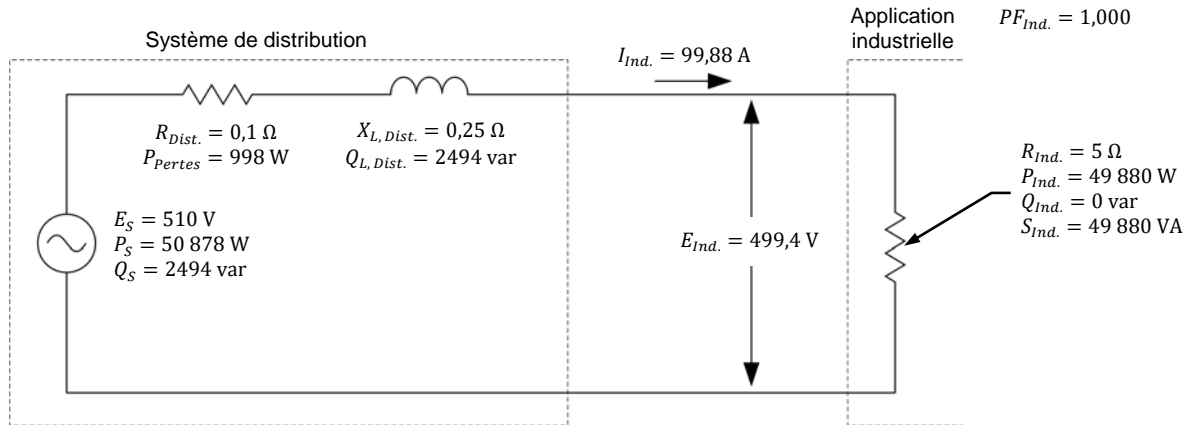 Système de distribution
Application
industrielle
PF_Ind. = 1,000
I_Ind. = 99,88 A
R_Dist. = 0,1 Ω
P_Pertes = 998 W
X_L, Dist. = 0,25 Ω
Q_L, Dist. = 2494 var
E_S = 510 V
P_S = 50 878 W
Q_S = 2494 var
E_Ind. = 499,4 V
R_Ind. = 5 Ω
P_Ind. = 49 880 W
Q_Ind. = 0 var
S_Ind. = 49 880 VA